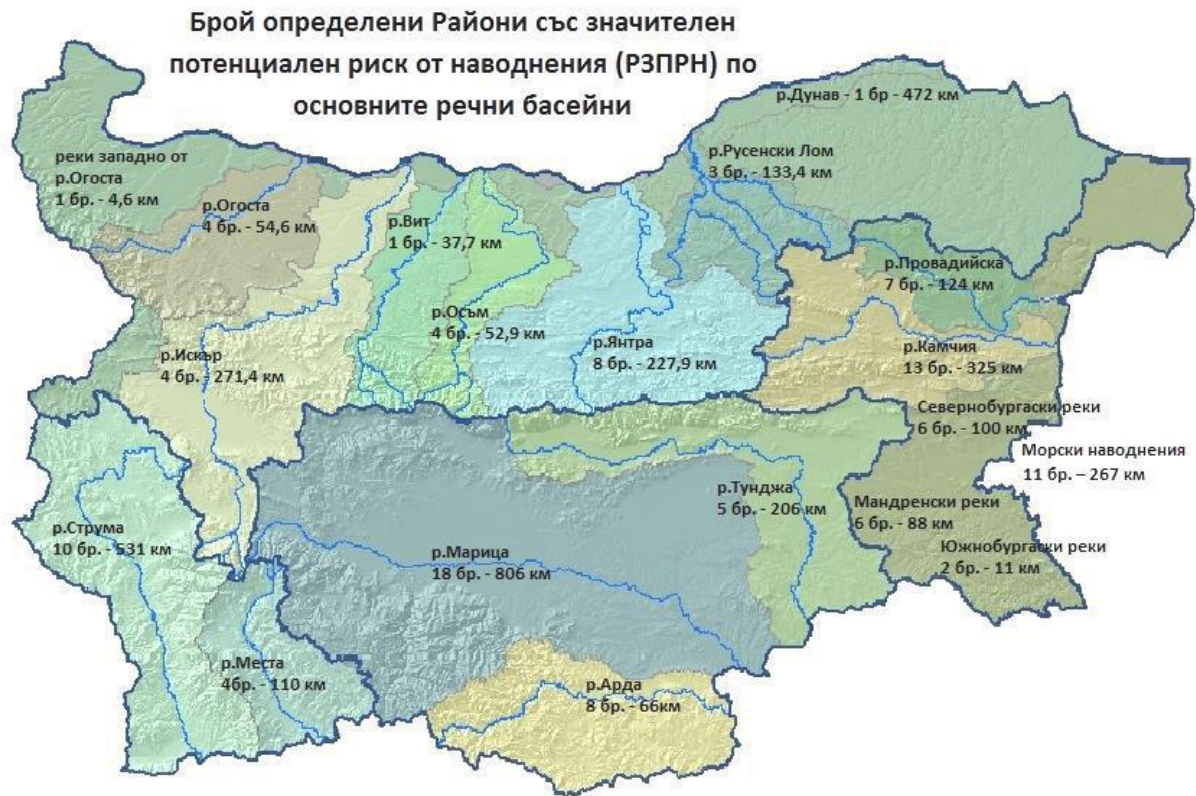 Брой определени Райони със значителен
потенциален риск от наводнения (РЗПРН) по
основните речни басейни
р.Дунав - 1 бр - 472 км
реки западно от
р.Огоста
1 бр. - 4,6 км
р.Русенски Лом
3 бр. - 133,4 км
р.Огоста
4 бр. - 54,6 км
р.Вит
1 бр. - 37,7 км
р.Провадийска
7 бр. - 124 км
р.Осъм
4 бр. - 52,9 км
р.Янтра
8 бр. - 227,9 км
р.Камчия
13 бр. - 325 км
р.Искър
4 бр. - 271,4 км
Севернобургаски реки
6 бр. - 100 км
Морски наводнения
11 бр. – 267 км
р.Тунджа
5 бр. - 206 км
Мандренски реки
6 бр. - 88 км
р.Струма
10 бр. - 531 км
р.Марица
18 бр. - 806 км
Южнобургаски реки
2 бр. - 11 км
р.Места
4бр. - 110 км
р.Арда
8 бр. - 66км